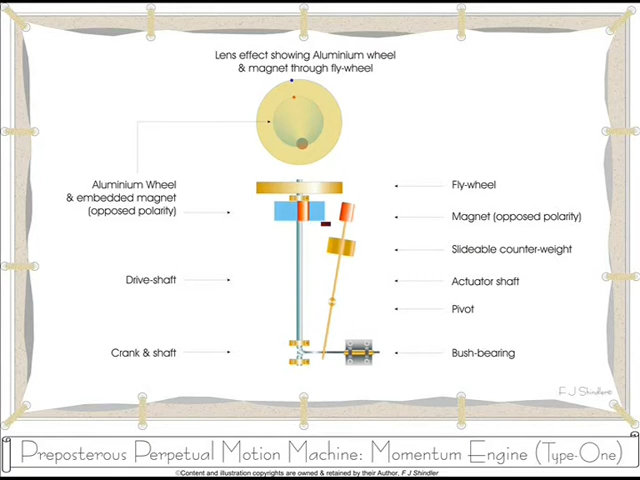 Lens effect showing Aluminium wheel
& magnet through fly-wheel
Aluminium Wheel
& embedded magnet
(opposed polarity)
Drive-shaft
Crank & shaft
Fly-wheel
Magnet (opposed polarity)
Slideable counter-weight
Actuator shaft
Pivot
Bush-bearing
F J Shindler
Preposterous Perpetual Motion Machine: Momentum Engine (Type-One)
©Content and illustration copyrights are owned & retained by their Author, F J Shindler